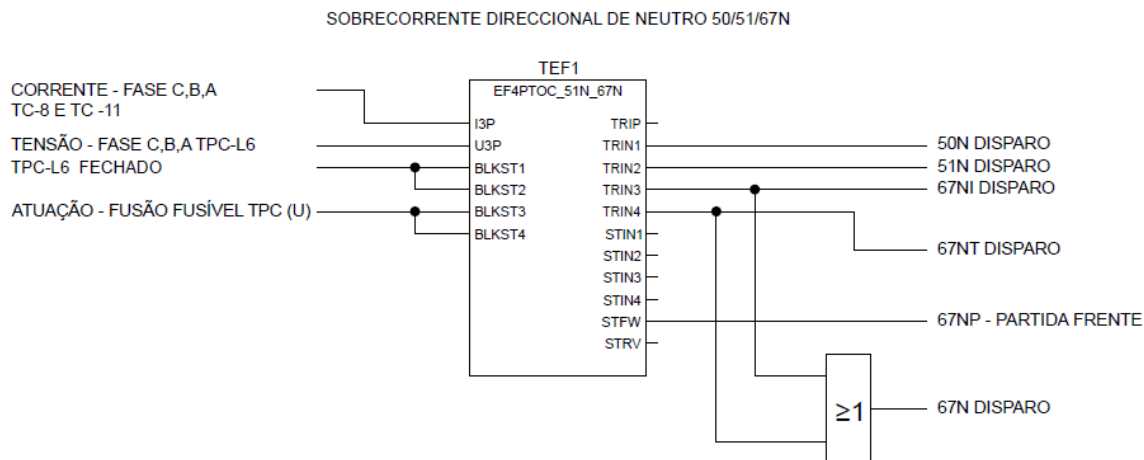 SOBRECORRENTE DIRECCIONAL DE NEUTRO 50/51/67N
TEF1
EF4PTOC_51N_67N
CORRENTE - FASE C,B,A
TC-8 E TC -11
TENSÃO - FASE C,B,A TPC-L6
TPC-L6 FECHADO
ATUAÇÃO - FUSÃO FUSÍVEL TPC (U)
I3P
U3P
BLKST1
BLKST2
BLKST3
BLKST4
TRIP
TRIN1
TRIN2
TRIN3
TRIN4
STIN1
STIN2
STIN3
STIN4
STFW
STRV
50N DISPARO
51N DISPARO
67NI DISPARO
67NT DISPARO
67NP - PARTIDA FRENTE
≥1
67N DISPARO